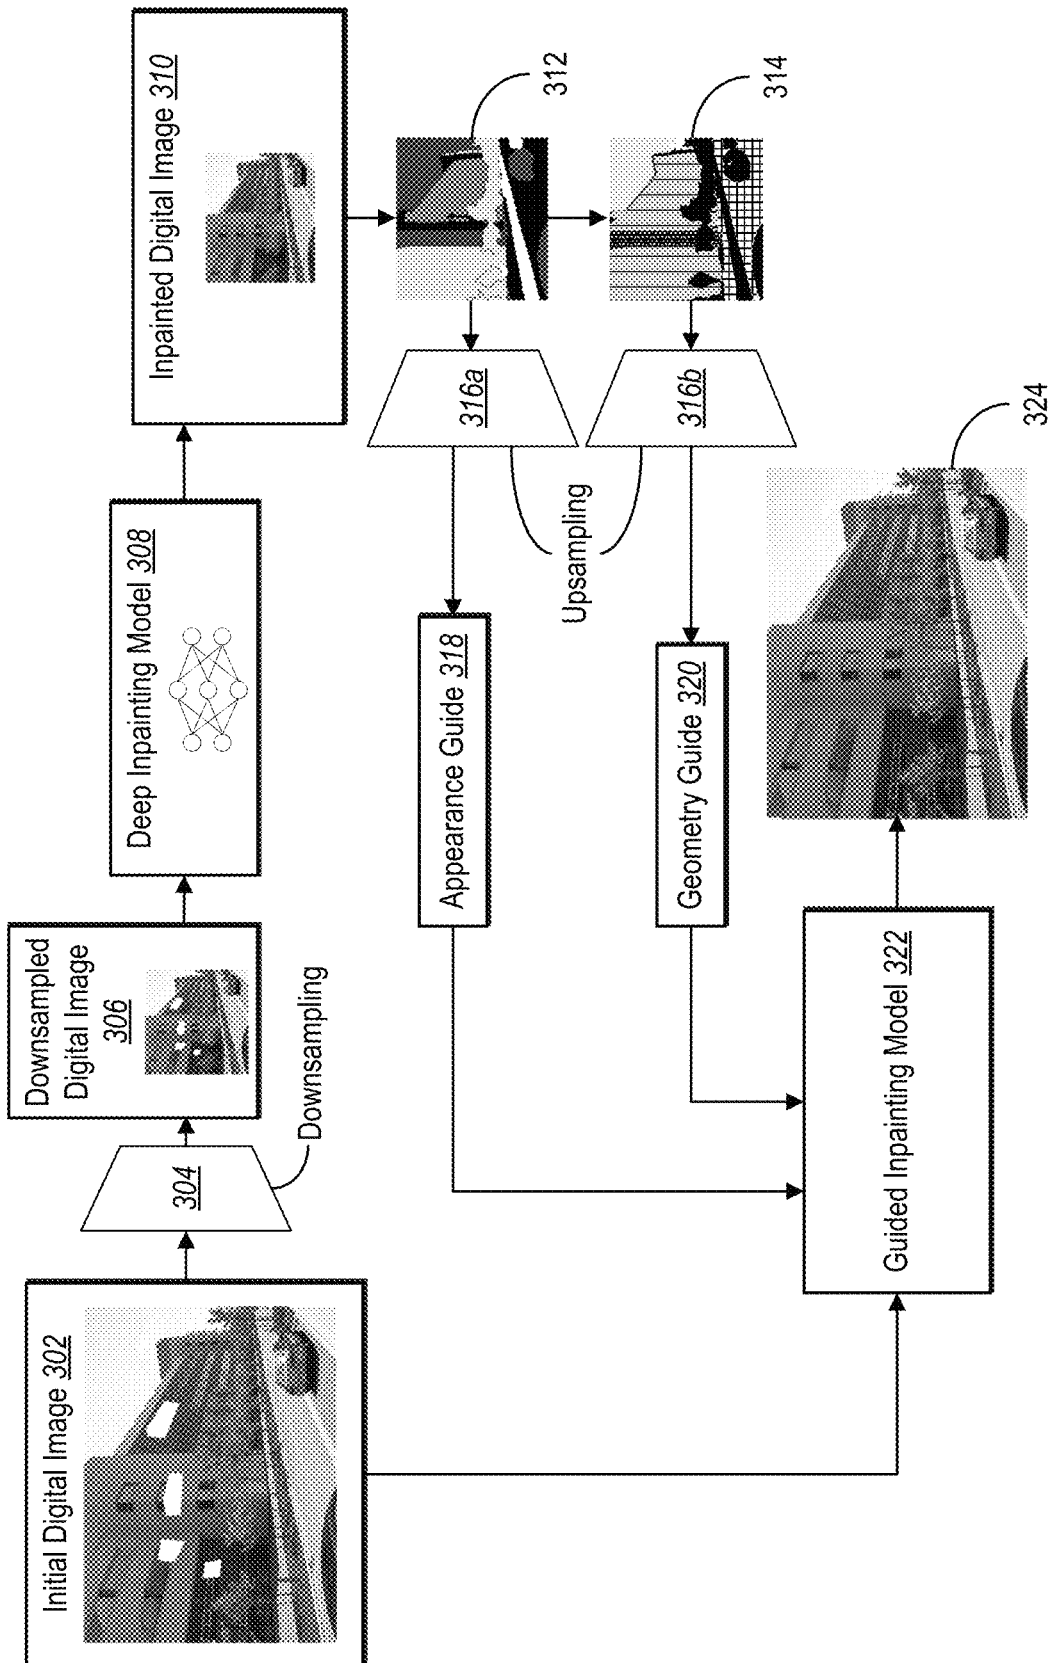 Initial Digital Image 302
304
Downsampling
Downsampled
Digital Image
306
Deep Inpainting Model 308
Inpainted Digital Image 310
312
314
316a
316b
Upsampling
Appearance Guide 318
Geometry Guide 320
Guided Inpainting Model 322
324